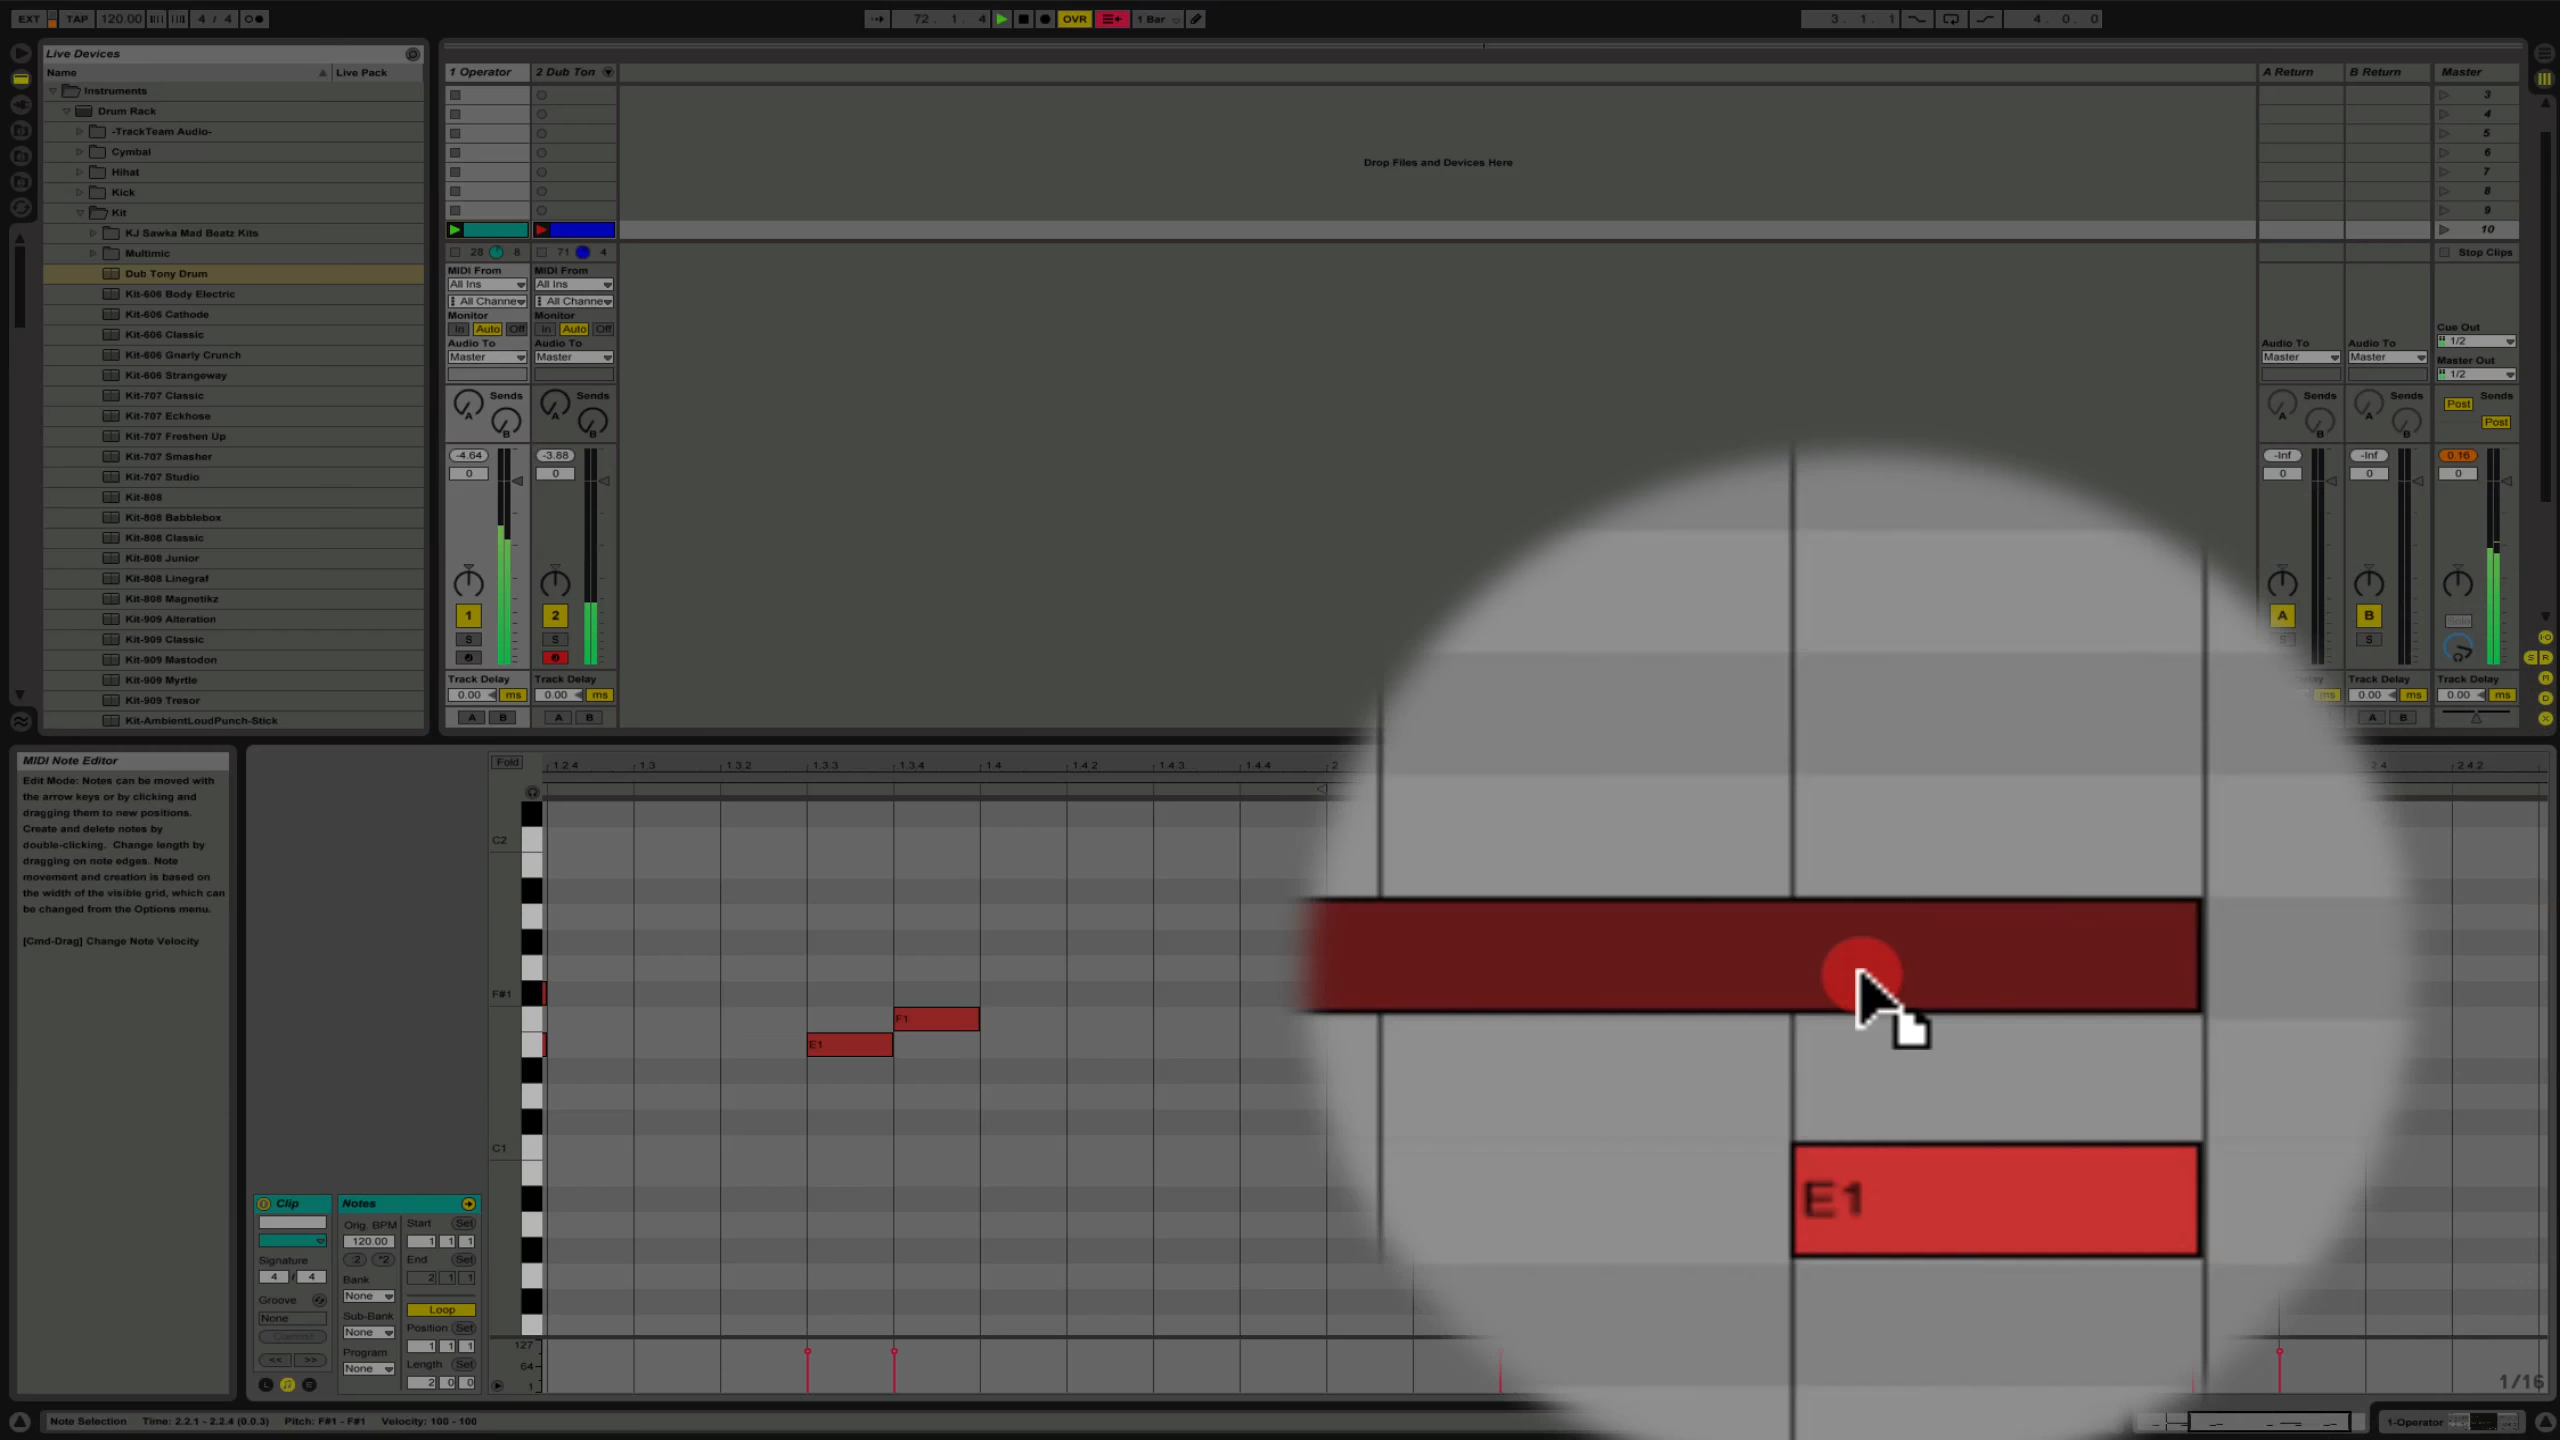 EXT TAP 120.00 4 / 4
72. 1. 4 OVR 1 Bar
3. 1. 1 4. 0. 0
Live Devices
Name Live Pack
Instruments
Drum Rack
-TrackTeam Audio-
Cymbal
Hihat
Kick
Kit
KJ Sawka Mad Beatz Kits
Multimic
Dub Tony Drum
Kit-606 Body Electric
Kit-606 Cathode
Kit-606 Classic
Kit-606 Gnarly Crunch
Kit-606 Strangeway
Kit-707 Classic
Kit-707 Eckhose
Kit-707 Freshen Up
Kit-707 Smasher
Kit-707 Studio
Kit-808
Kit-808 Babblebox
Kit-808 Classic
Kit-808 Junior
Kit-808 Linegraf
Kit-808 Magnetikz
Kit-909 Alteration
Kit-909 Classic
Kit-909 Mastodon
Kit-909 Myrtle
Kit-909 Tresor
Kit-AmbientLoudPunch-Stick
1 Operator 2 Dub Ton
Drop Files and Devices Here
28 8 71 4
MIDI From MIDI From
All Ins All Ins
All Channe All Channe
Monitor Monitor
In Auto Off In Auto Off
Audio To Audio To
Master Master
Sends Sends
A A
B B
-4.64 -3.88
0 0
1 2
S S
Track Delay Track Delay
0.00 ms 0.00 ms
A B A B
A Return B Return Master
3
4
5
6
7
8
9
10
Stop Clips
Cue Out
1/2
Audio To Audio To Master Out
Master Master 1/2
Sends Sends Sends
A A Post
B B Post
-Inf -Inf 0.16
0 0 0
A B
S S Solo
Track Delay Track Delay
ms 0.00 ms 0.00 ms
A B
MIDI Note Editor
Edit Mode: Notes can be moved with
the arrow keys or by clicking and
dragging them to new positions.
Create and delete notes by
double-clicking. Change length by
dragging on note edges. Note
movement and creation is based on
the width of the visible grid, which can
be changed from the Options menu.
[Cmd-Drag] Change Note Velocity
Fold 1.2.4 1.3 1.3.2 1.3.3 1.3.4 1.4 1.4.2 1.4.3 1.4.4 2 2.4 2.4.2
C2
F#1
F1
E1
C1
E1
Clip Notes
Orig. BPM Start Set
120.00 1 1 1
Signature :2 *2 End Set
4 / 4 Bank 2 1 1
Groove None
None Sub-Bank Loop
Commit None Position Set
Program 1 1 1
<< >> None Length Set
L E 2 0 0
127
64
1
1/16
Note Selection Time: 2.2.1 - 2.2.4 (0.0.3) Pitch: F#1 - F#1 Velocity: 100 - 100
1-Operator